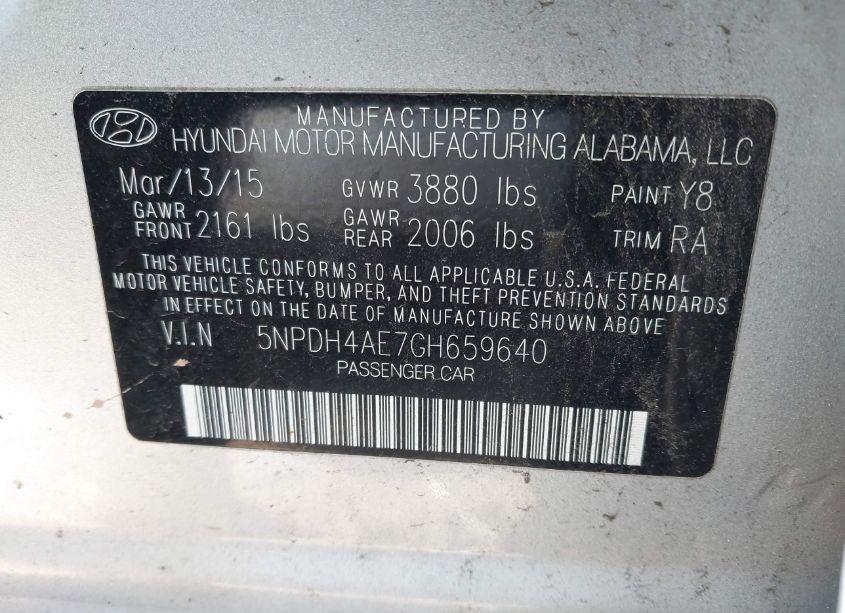 MANUFACTURED BY
HYUNDAI MOTOR MANUFACTURING ALABAMA, LLC
Mar/13/15 GVWR 3880 lbs PAINT Y8
GAWR FRONT 2161 lbs GAWR REAR 2006 lbs TRIM RA
THIS VEHICLE CONFORMS TO ALL APPLICABLE U.S.A. FEDERAL
MOTOR VEHICLE SAFETY, BUMPER, AND THEFT PREVENTION STANDARDS
IN EFFECT ON THE DATE OF MANUFACTURE SHOWN ABOVE
V.I.N 5NPDH4AE7GH659640
PASSENGER CAR